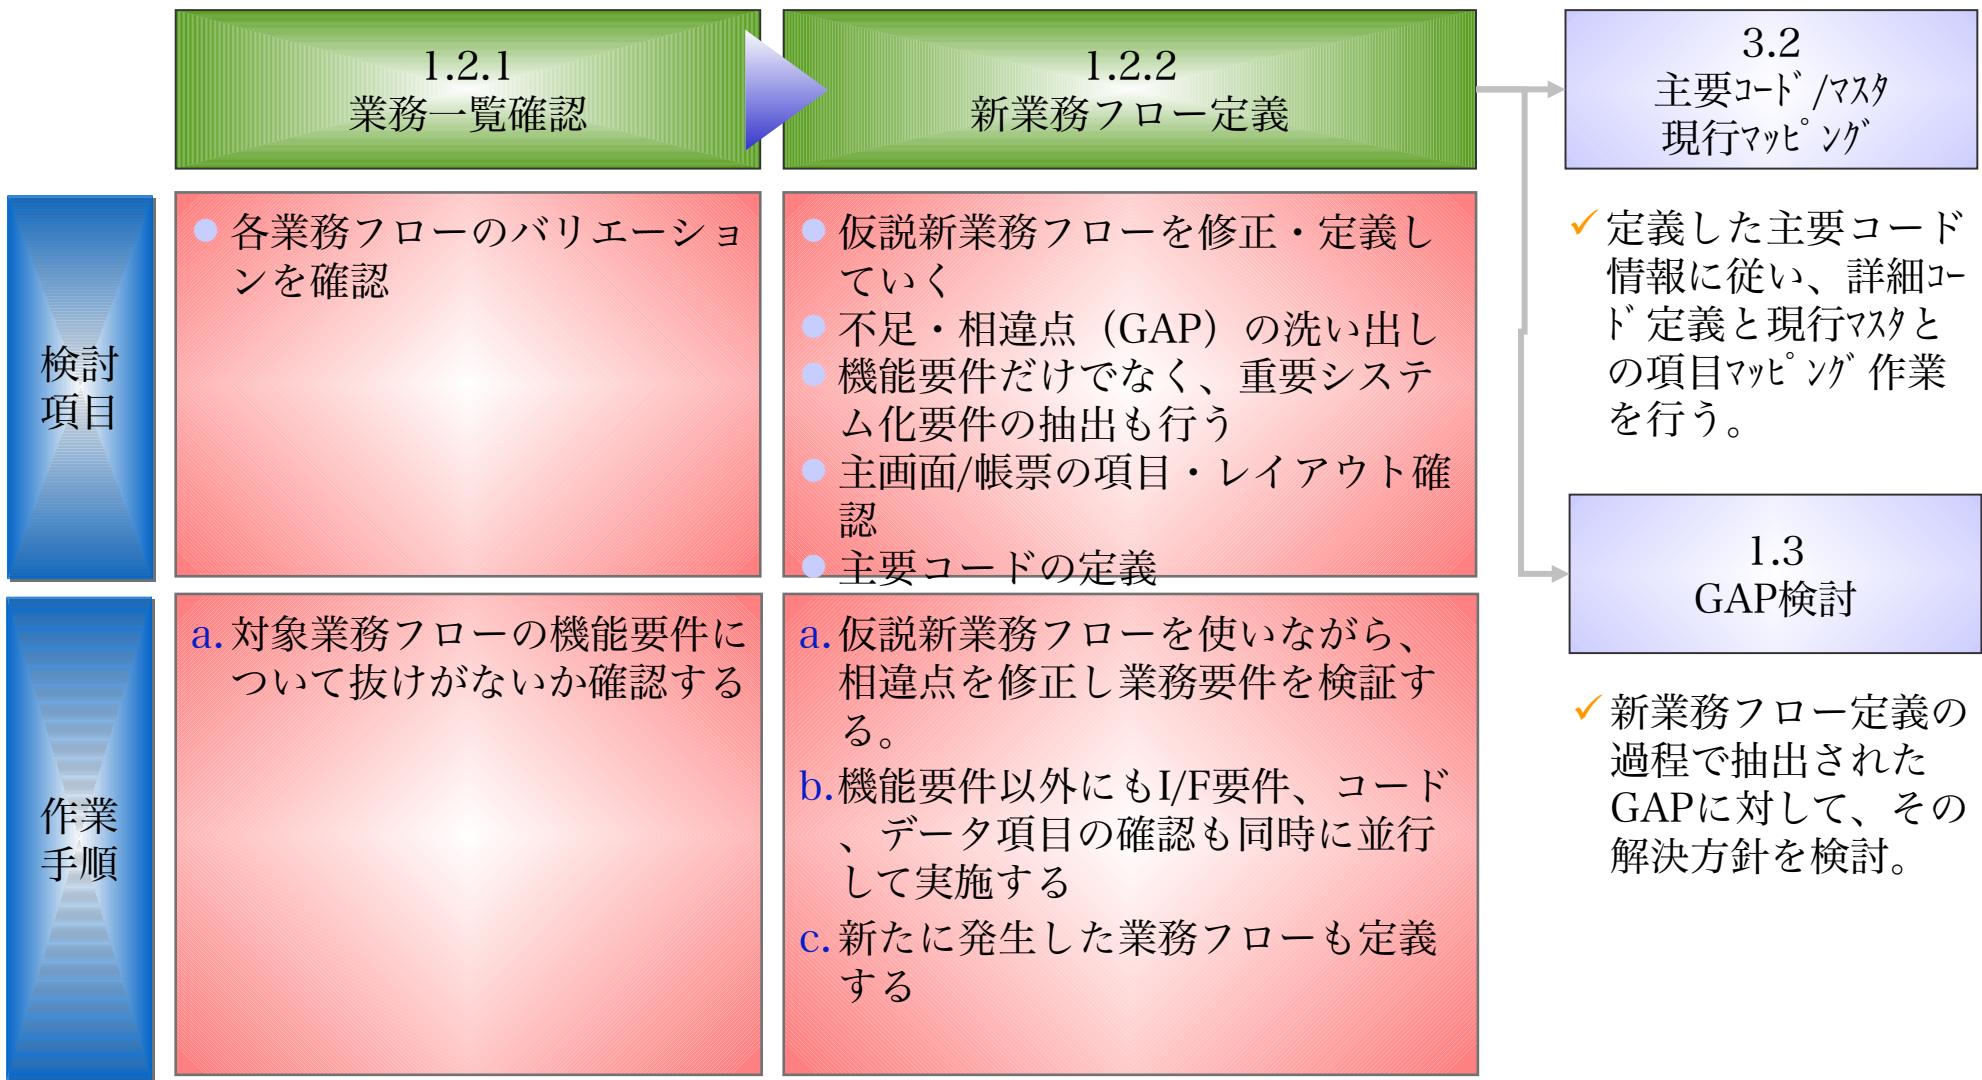 1.2.1
業務一覧確認
1.2.2
新業務フロー定義
3.2
主要ｺｰﾄﾞ/ﾏｽﾀ
現行ﾏｯﾋﾟﾝｸﾞ
検討
項目
各業務フローのバリエーショ
ンを確認
仮説新業務フローを修正・定義し
ていく
不足・相違点（GAP）の洗い出し
機能要件だけでなく、重要システ
ム化要件の抽出も行う
主画面/帳票の項目・レイアウト確
認
主要コードの定義
✓定義した主要コード
情報に従い、詳細ｺｰ
ﾄﾞ定義と現行ﾏｽﾀと
の項目ﾏｯﾋﾟﾝｸﾞ作業
を行う。
1.3
GAP検討
✓新業務フロー定義の
過程で抽出された
GAPに対して、その
解決方針を検討。
作業
手順
a.対象業務フローの機能要件に
ついて抜けがないか確認する
a.仮説新業務フローを使いながら、
相違点を修正し業務要件を検証す
る。
b.機能要件以外にもI/F要件、コード
、データ項目の確認も同時に並行
して実施する
c.新たに発生した業務フローも定義
する